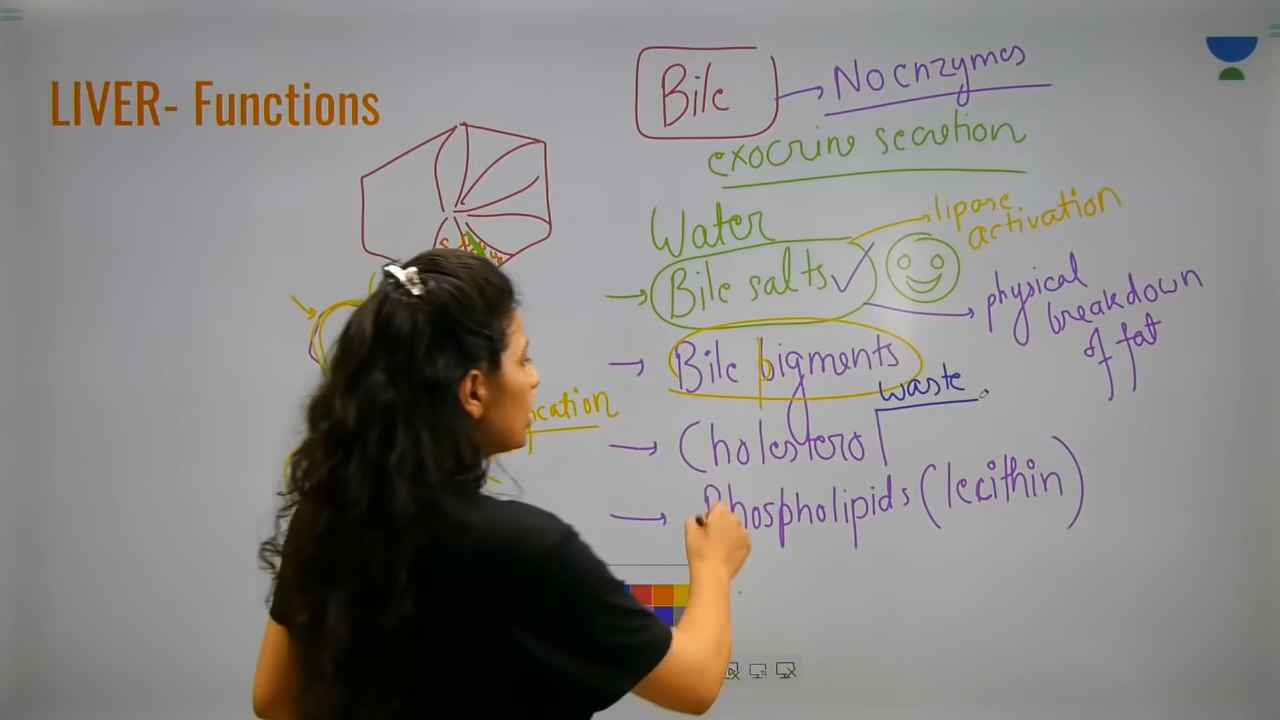 LIVER- Functions
Bile → No enzymes
exocrine secretion
Water
lipase
activation
→ Bile salts ✓
physical
breakdown
of fat
→ Bile pigments
waste
→ Cholesterol
→ Phospholipids (lecithin)